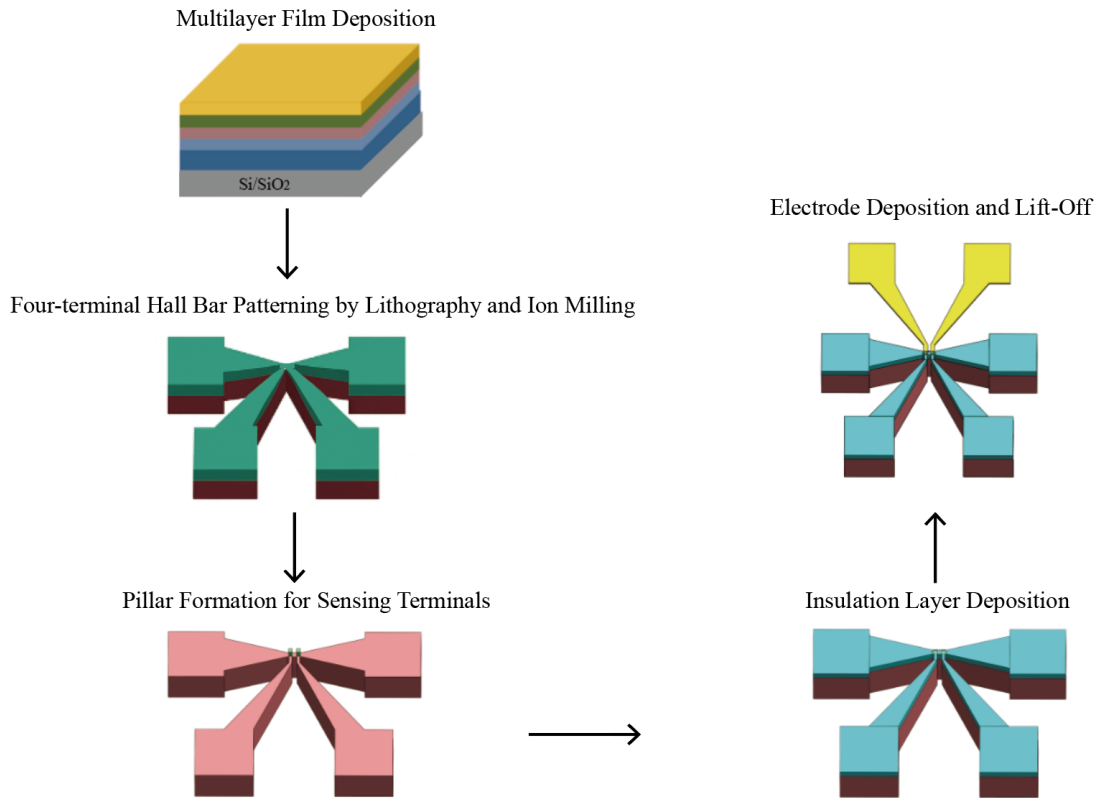 Multilayer Film Deposition
Si/SiO2
Four-terminal Hall Bar Patterning by Lithography and Ion Milling
Pillar Formation for Sensing Terminals
Insulation Layer Deposition
Electrode Deposition and Lift-Off